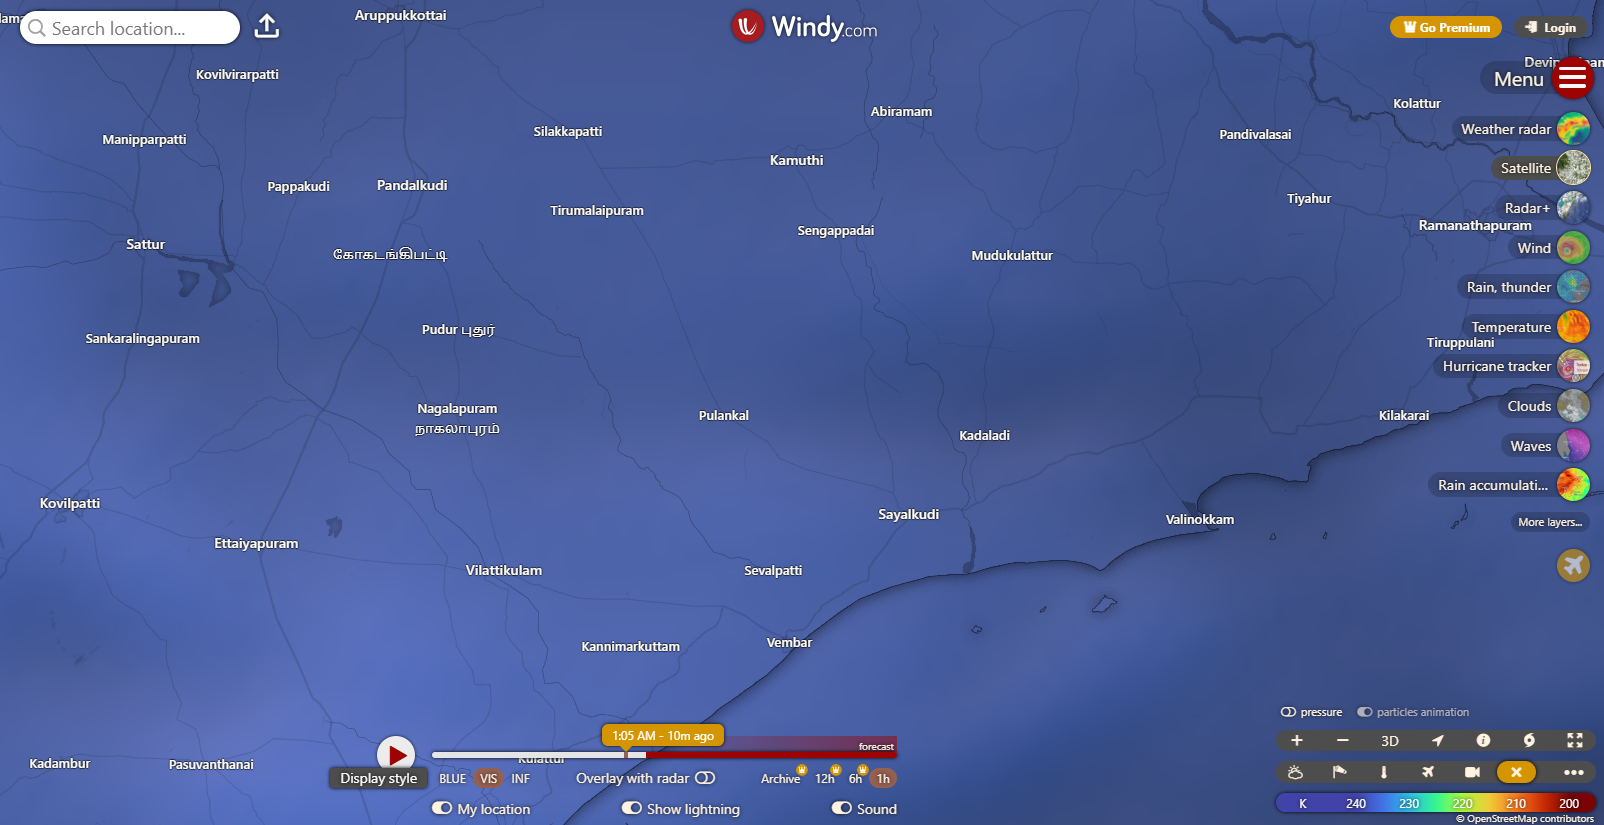 Aruppukkottai
Search location...
Windy.com
Go Premium
Login
Kovilvirarpatti
Menu
Kolattur
Abiramam
Manipparpatti
Silakkapatti
Pandivalasai
Weather radar
Kamuthi
Satellite
Pappakudi
Pandalkudi
Tirumalaipuram
Tiyahur
Radar+
Ramanathapuram
Sengappadai
Sattur
கோகடங்கிபட்டி
Mudukulattur
Wind
Rain, thunder
Pudur புதுர்
Temperature
Sankaralingapuram
Tiruppulani
Hurricane tracker
Nagalapuram
நாகலாபுரம்
Pulankal
Kadaladi
Clouds
Kilakarai
Waves
Rain accumulati...
Kovilpatti
Sayalkudi
Valinokkam
More layers...
Ettaiyapuram
Vilattikulam
Sevalpatti
Kannimarkuttam
Vembar
pressure
particles animation
1:05 AM - 10m ago
forecast
3D
Kadambur
Pasuvanthanai
Display style
BLUE VIS INF
Overlay with radar
Archive 12h 6h 1h
My location
Show lightning
Sound
K 240 230 220 210 200
© OpenStreetMap contributors